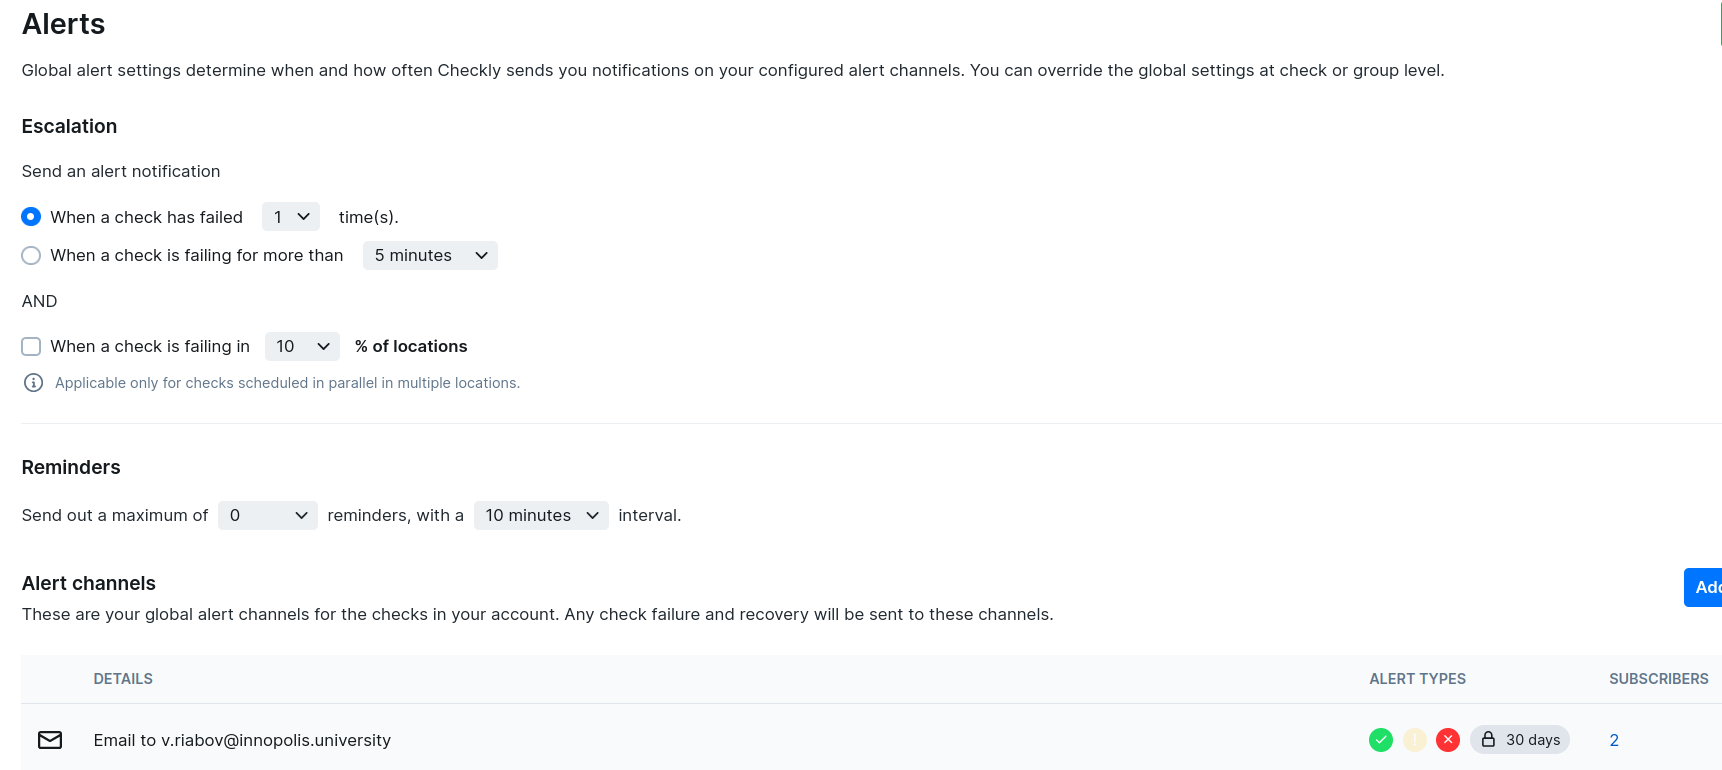 Alerts
Global alert settings determine when and how often Checkly sends you notifications on your configured alert channels. You can override the global settings at check or group level.
Escalation
Send an alert notification
When a check has failed 1 time(s).
When a check is failing for more than 5 minutes
AND
When a check is failing in 10 % of locations
Applicable only for checks scheduled in parallel in multiple locations.
Reminders
Send out a maximum of 0 reminders, with a 10 minutes interval.
Alert channels
Add
These are your global alert channels for the checks in your account. Any check failure and recovery will be sent to these channels.
DETAILS ALERT TYPES SUBSCRIBERS
Email to v.riabov@innopolis.university 30 days 2